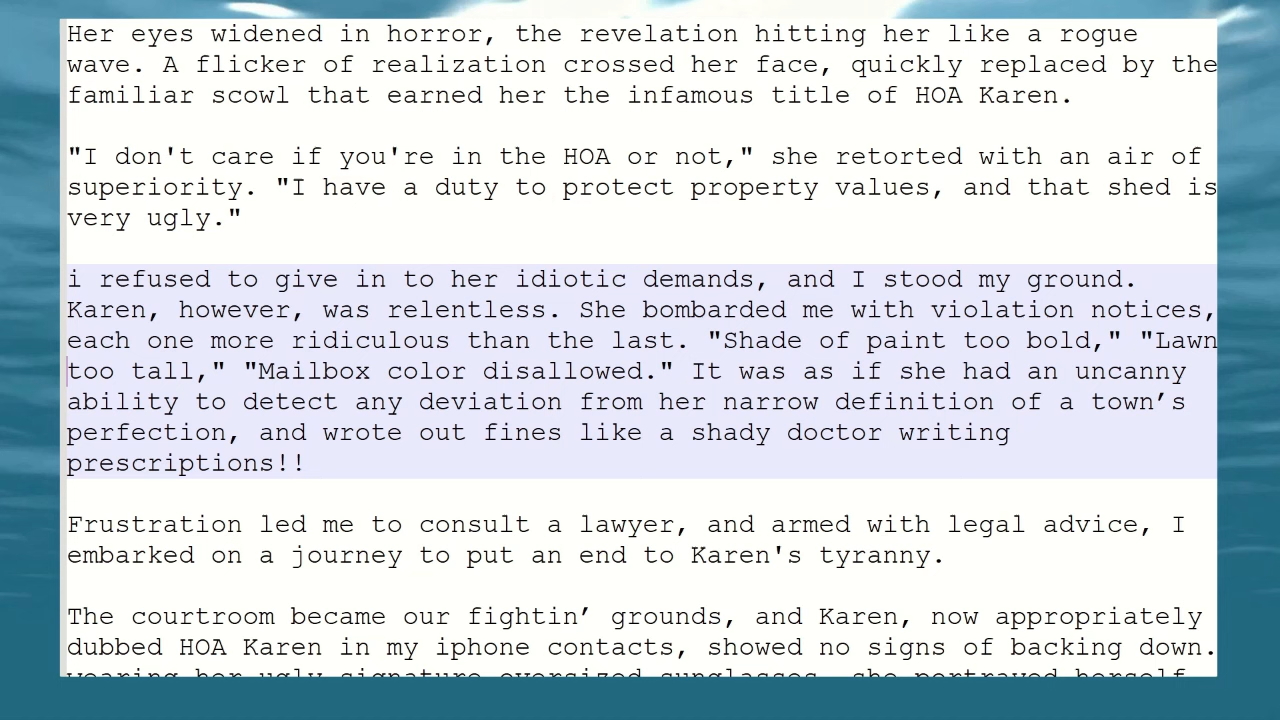 Her eyes widened in horror, the revelation hitting her like a rogue
wave. A flicker of realization crossed her face, quickly replaced by the
familiar scowl that earned her the infamous title of HOA Karen.
"I don't care if you're in the HOA or not," she retorted with an air of
superiority. "I have a duty to protect property values, and that shed is
very ugly."
i refused to give in to her idiotic demands, and I stood my ground.
Karen, however, was relentless. She bombarded me with violation notices,
each one more ridiculous than the last. "Shade of paint too bold," "Lawn
too tall," "Mailbox color disallowed." It was as if she had an uncanny
ability to detect any deviation from her narrow definition of a town’s
perfection, and wrote out fines like a shady doctor writing
prescriptions!!
Frustration led me to consult a lawyer, and armed with legal advice, I
embarked on a journey to put an end to Karen's tyranny.
The courtroom became our fightin’ grounds, and Karen, now appropriately
dubbed HOA Karen in my iphone contacts, showed no signs of backing down.
wearing her ugly signature oversized sunglasses, she portrayed herself